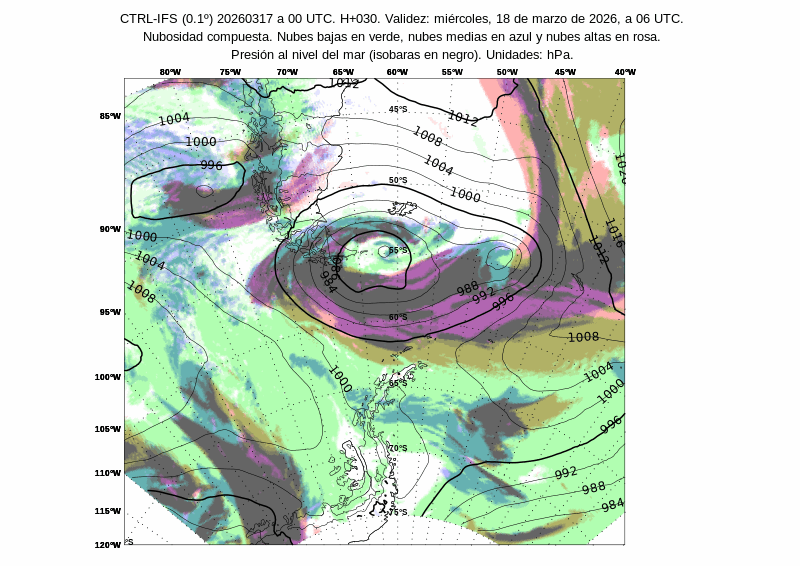 CTRL-IFS (0.1º) 20260317 a 00 UTC. H+030. Validez: miércoles, 18 de marzo de 2026, a 06 UTC.
Nubosidad compuesta. Nubes bajas en verde, nubes medias en azul y nubes altas en rosa.
Presión al nivel del mar (isobaras en negro). Unidades: hPa.
80°W 75°W 70°W 65°W 60°W 55°W 50°W 45°W 40°W
1012
45°S
85°W
1004
1012
1008
1000
1004
1020
996
50°S
1000
90°W
1000
1016
1012
55°S
1004
980
984
1008
988
992
996
95°W
60°S
1008
1000
1004
100°W
65°S
1000
996
105°W
70°S
110°W
992
988
984
115°W
75°S
120°W
°S